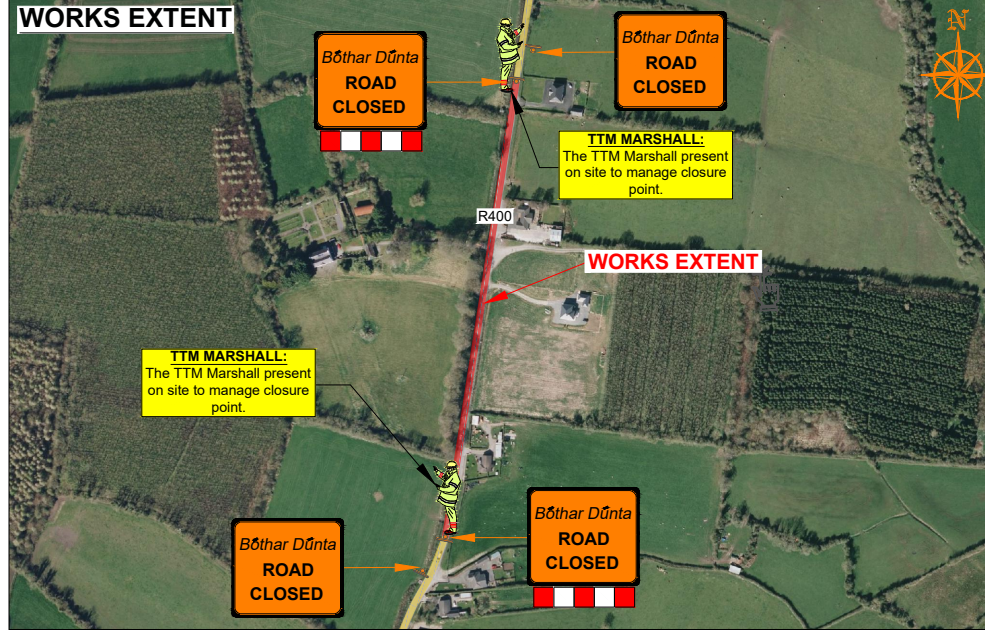 WORKS EXTENT
N
Bóthar Dúnta
ROAD
CLOSED
Bóthar Dúnta
ROAD
CLOSED
TTM MARSHALL:
The TTM Marshall present
on site to manage closure
point.
R400
WORKS EXTENT
TTM MARSHALL:
The TTM Marshall present
on site to manage closure
point.
Bóthar Dúnta
ROAD
CLOSED
Bóthar Dúnta
ROAD
CLOSED